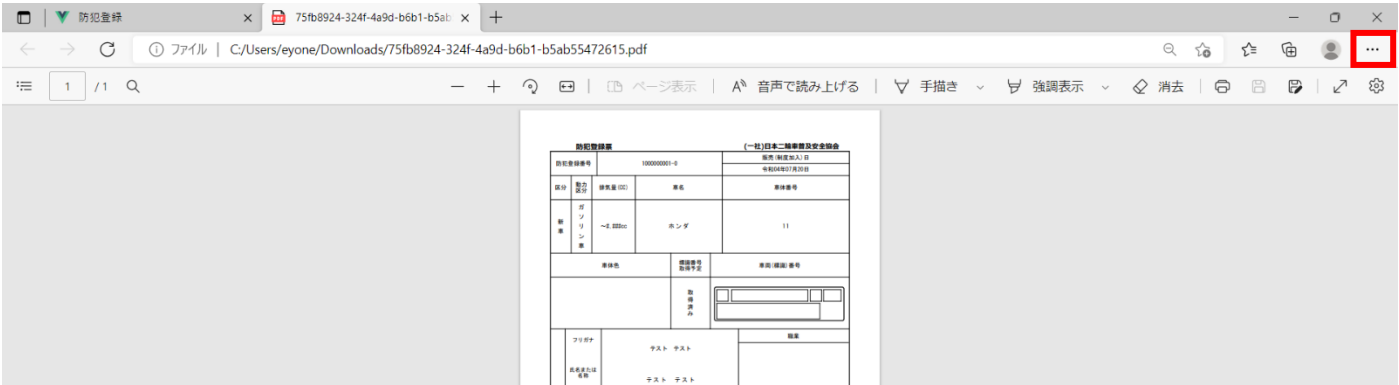 防犯登録
75fb8924-324f-4a9d-b6b1-b5ab
ファイル | C:/Users/eyone/Downloads/75fb8924-324f-4a9d-b6b1-b5ab55472615.pdf
1 / 1 ページ表示 音声で読み上げる 手描き 強調表示 消去
防犯登録票 (一社)日本二輪車普及安全協会
防犯登録番号 1000000001-0 販売(制度加入)日
令和04年07月20日
区分 動力区分 排気量(CC) 車名 車体番号
新車 ガソリン車 ホンダ 11
車体色 標識番号取得予定 車両(標識)番号
取得済み
フリガナ テスト テスト 職業
氏名または名称 テスト テスト